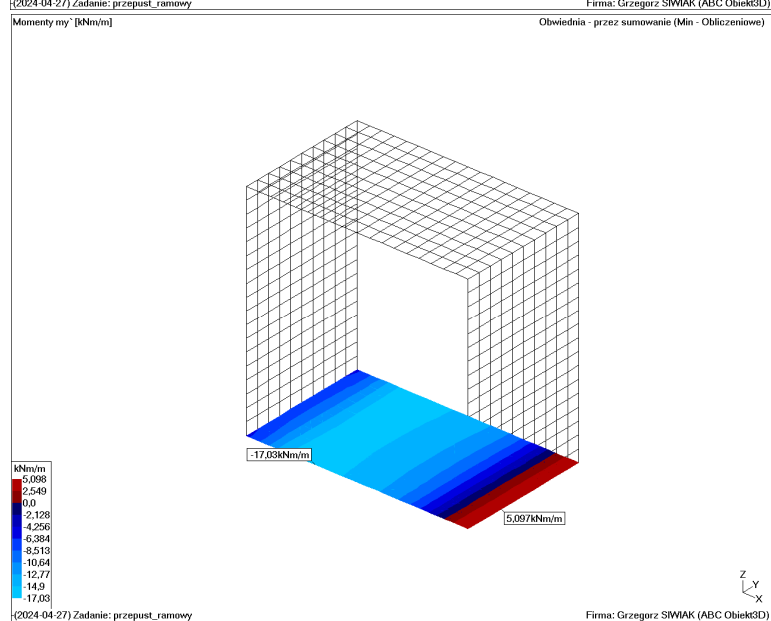 (2024-04-27) Zadanie: przepust_ramowy Firma: Grzegorz SIWIAK (ABC Obiekt3D)
Momenty my` [kNm/m] Obwiednia - przez sumowanie (Min - Obliczeniowe)
-17,03kNm/m
kNm/m
5,098
2,549
0,0
-2,128
-4,256
-6,384
-8,513
-10,64
-12,77
-14,9
-17,03
5,097kNm/m
Z
Y
X
(2024-04-27) Zadanie: przepust_ramowy Firma: Grzegorz SIWIAK (ABC Obiekt3D)